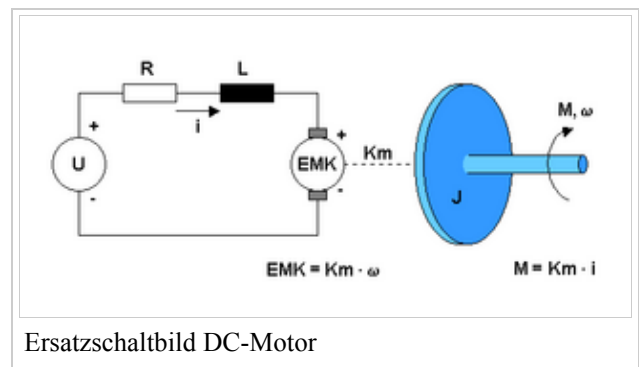 R
L
i
+
U
-
+
EMK
-
Km
M, ω
J
EMK = Km · ω
M = Km · i
Ersatzschaltbild DC-Motor